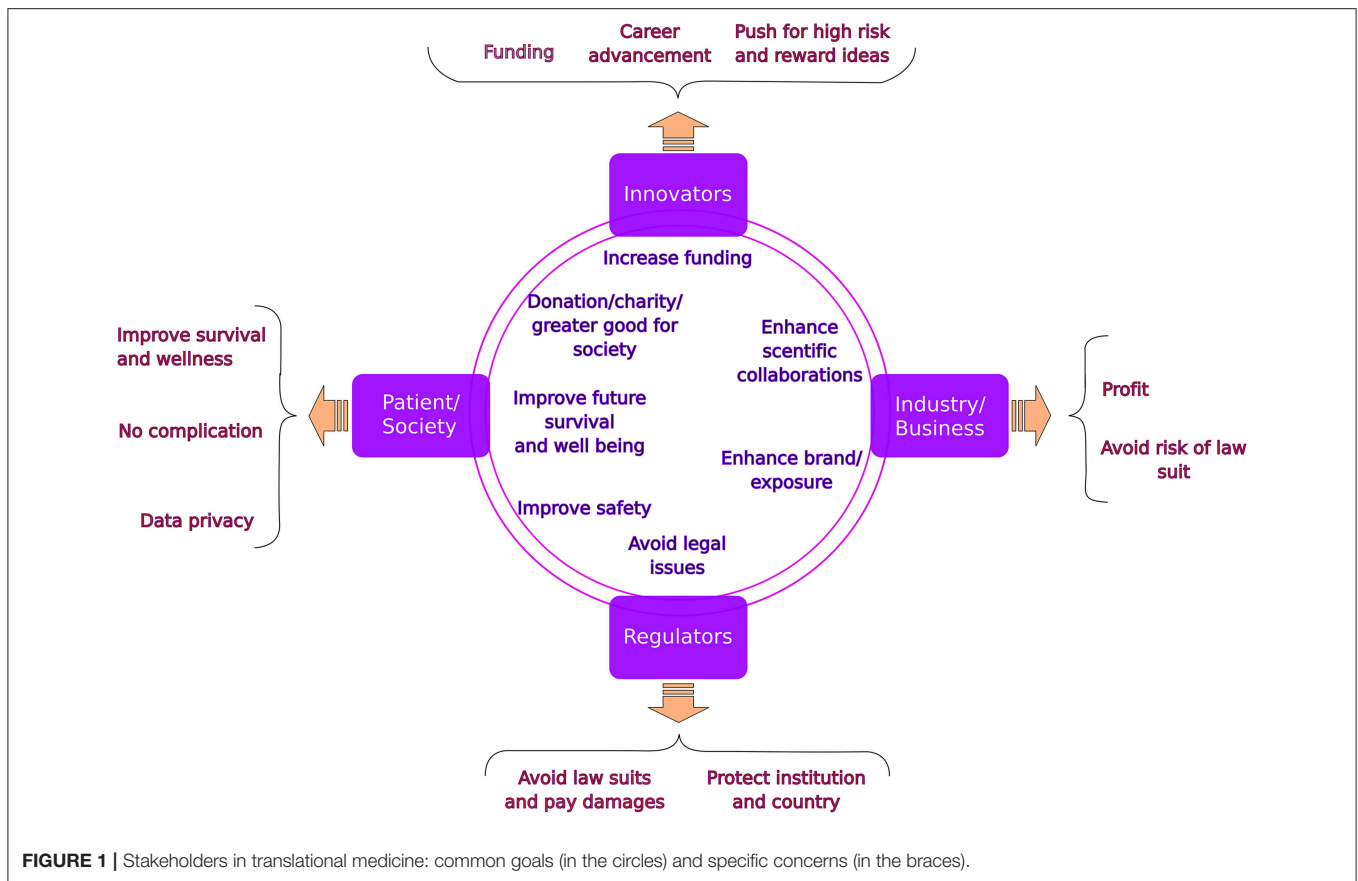 Funding
Career
advancement
Push for high risk
and reward ideas
Innovators
Increase funding
Donation/charity/
greater good for
society
Enhance
scentific
collaborations
Improve survival
and wellness
No complication
Data privacy
Patient/
Society
Improve future
survival
and well being
Industry/
Business
Profit
Avoid risk of law
suit
Enhance brand/
exposure
Improve safety
Avoid legal
issues
Regulators
Avoid law suits
and pay damages
Protect institution
and country
FIGURE 1 | Stakeholders in translational medicine: common goals (in the circles) and specific concerns (in the braces).